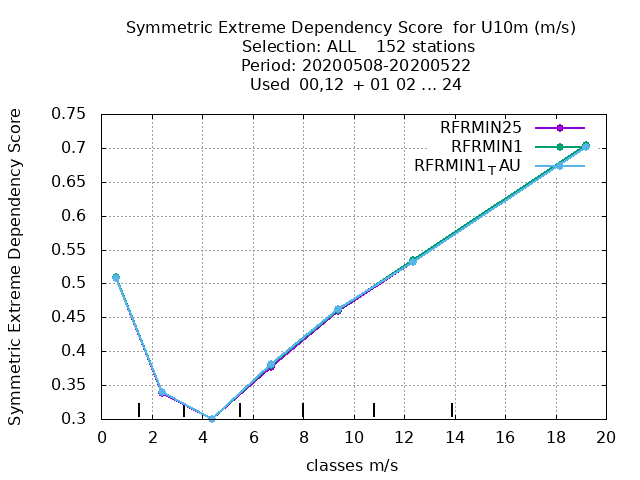 Symmetric Extreme Dependency Score  for U10m (m/s)
Selection: ALL    152 stations
Period: 20200508-20200522
Used  00,12  + 01 02 ... 24
Symmetric Extreme Dependency Score
0.75
0.7
0.65
0.6
0.55
0.5
0.45
0.4
0.35
0.3
RFRMIN25
RFRMIN1
RFRMIN1TAU
0 2 4 6 8 10 12 14 16 18 20
classes m/s